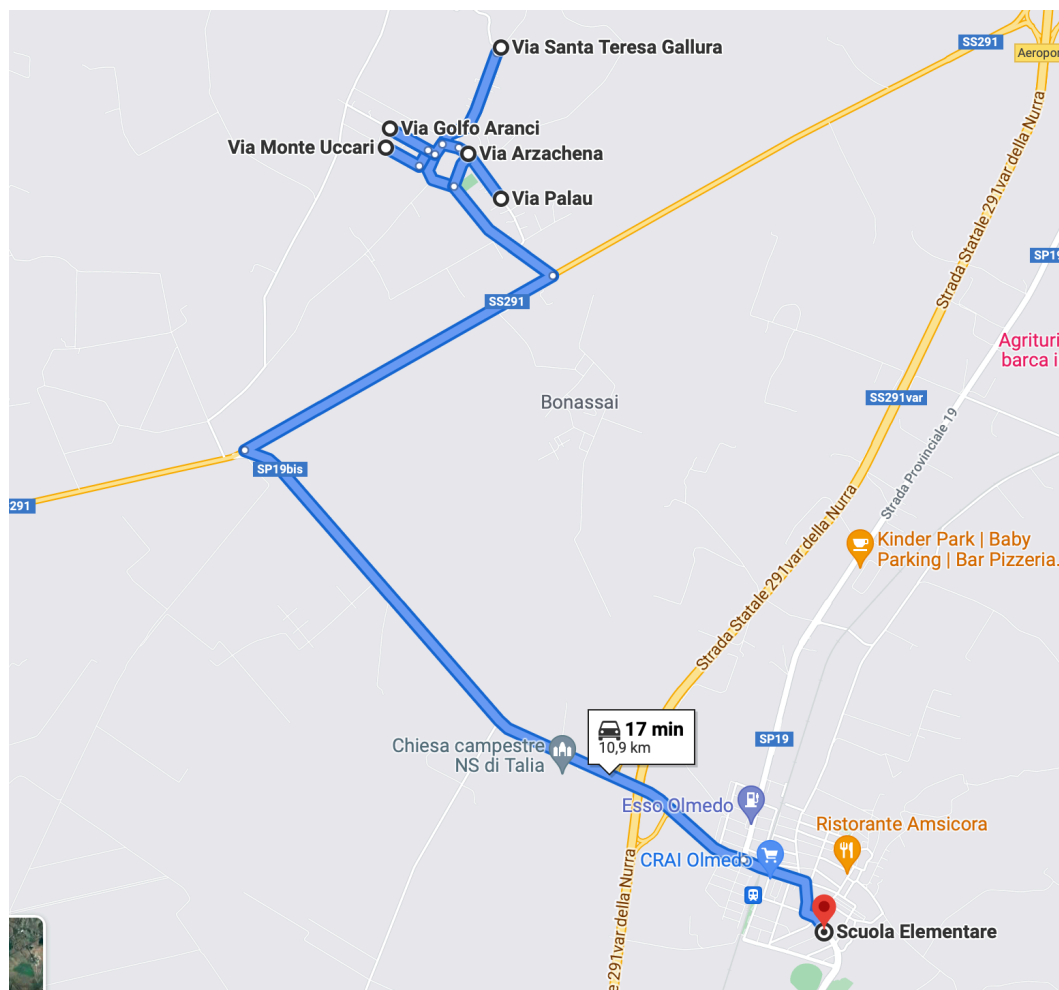 Via Santa Teresa Gallura
SS291
Aeropor
Via Golfo Aranci
Via Monte Uccari
Via Arzachena
Via Palau
Strada Statale 291var della Nurra
SP19
SS291
Agrituri
barca i
Bonassai
SS291var
Strada Provinciale 19
SP19bis
291
Kinder Park | Baby
Parking | Bar Pizzeria.
Strada Statale 291var della Nurra
17 min
10,9 km
SP19
Chiesa campestre
NS di Talia
Esso Olmedo
Ristorante Amsicora
CRAI Olmedo
Strada Statale 291var della Nurra
Scuola Elementare